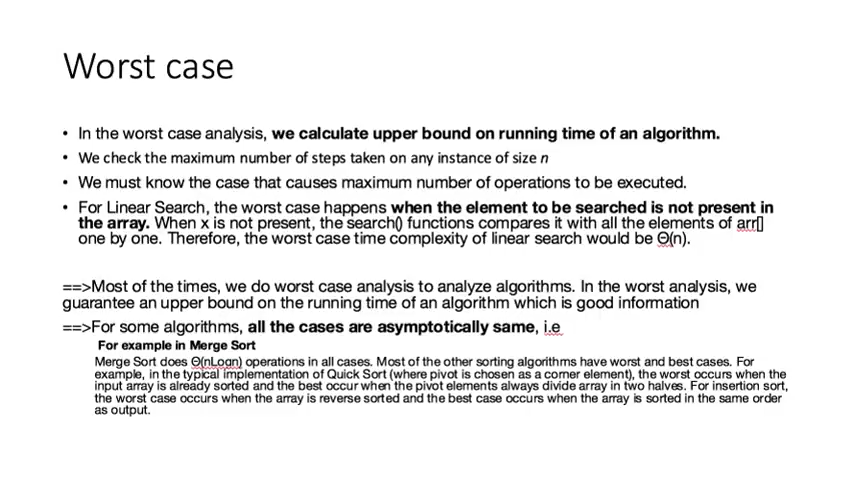 Worst case
• In the worst case analysis, we calculate upper bound on running time of an algorithm.
• We check the maximum number of steps taken on any instance of size n
• We must know the case that causes maximum number of operations to be executed.
• For Linear Search, the worst case happens when the element to be searched is not present in
the array. When x is not present, the search() functions compares it with all the elements of arr[]
one by one. Therefore, the worst case time complexity of linear search would be Θ(n).
==>Most of the times, we do worst case analysis to analyze algorithms. In the worst analysis, we
guarantee an upper bound on the running time of an algorithm which is good information
==>For some algorithms, all the cases are asymptotically same, i.e
For example in Merge Sort
Merge Sort does Θ(nLogn) operations in all cases. Most of the other sorting algorithms have worst and best cases. For
example, in the typical implementation of Quick Sort (where pivot is chosen as a corner element), the worst occurs when the
input array is already sorted and the best occur when the pivot elements always divide array in two halves. For insertion sort,
the worst case occurs when the array is reverse sorted and the best case occurs when the array is sorted in the same order
as output.